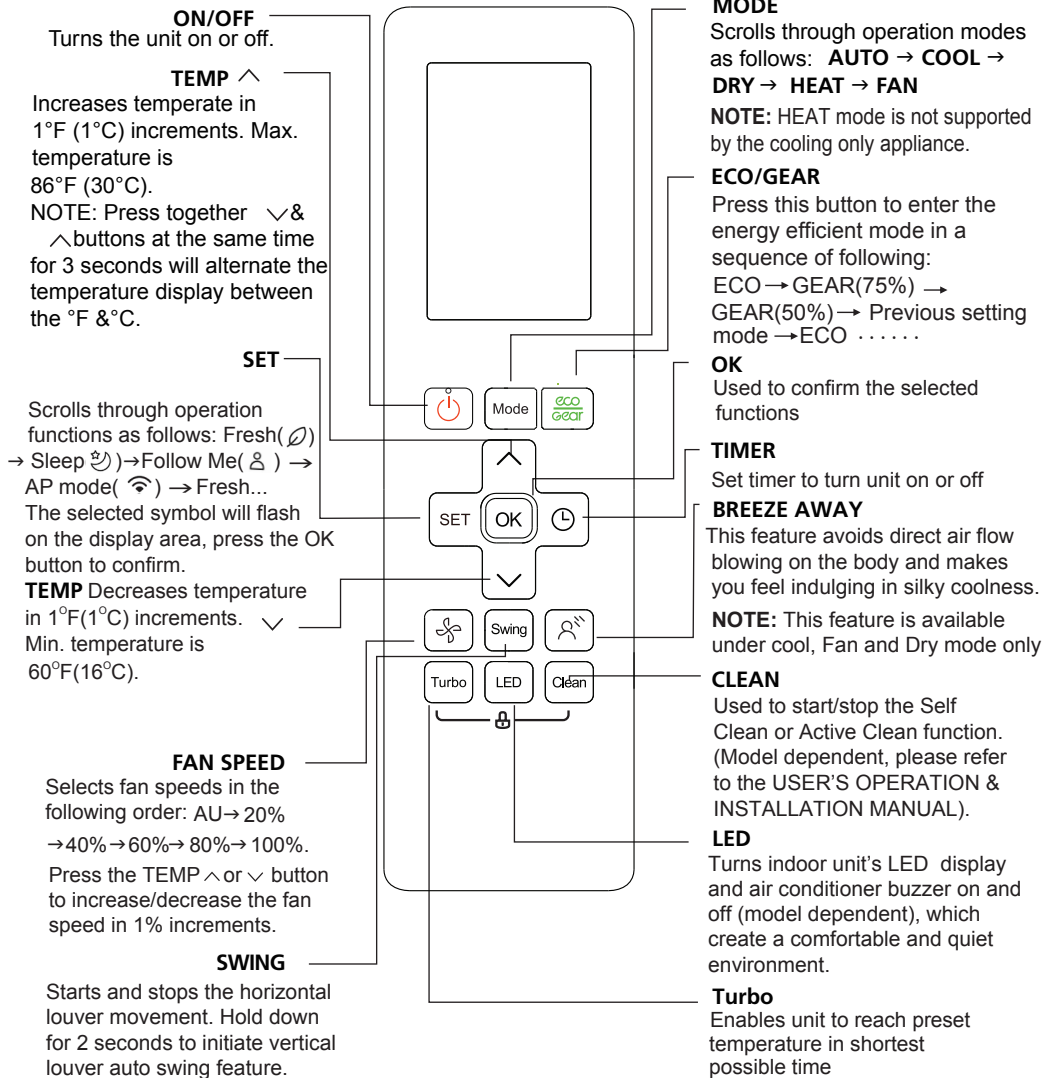 ON/OFF
Turns the unit on or off.
TEMP ∧
Increases temperate in
1°F (1°C) increments. Max.
temperature is
86°F (30°C).
NOTE: Press together ∨&
∧buttons at the same time
for 3 seconds will alternate the
temperature display between
the °F &°C.
SET
Scrolls through operation
functions as follows: Fresh( )
→ Sleep )→Follow Me( ) →
AP mode( ) → Fresh...
The selected symbol will flash
on the display area, press the OK
button to confirm.
TEMP Decreases temperature
in 1°F(1°C) increments. ∨
Min. temperature is
60°F(16°C).
FAN SPEED
Selects fan speeds in the
following order: AU→ 20%
→40%→60%→ 80%→ 100%.
Press the TEMP ∧ or ∨ button
to increase/decrease the fan
speed in 1% increments.
SWING
Starts and stops the horizontal
louver movement. Hold down
for 2 seconds to initiate vertical
louver auto swing feature.
Mode
eco
gear
SET
OK
Swing
Turbo
LED
Clean
MODE
Scrolls through operation modes
as follows: AUTO → COOL →
DRY → HEAT → FAN
NOTE: HEAT mode is not supported
by the cooling only appliance.
ECO/GEAR
Press this button to enter the
energy efficient mode in a
sequence of following:
ECO → GEAR(75%) →
GEAR(50%)→ Previous setting
mode →ECO ······
OK
Used to confirm the selected
functions
TIMER
Set timer to turn unit on or off
BREEZE AWAY
This feature avoids direct air flow
blowing on the body and makes
you feel indulging in silky coolness.
NOTE: This feature is available
under cool, Fan and Dry mode only
CLEAN
Used to start/stop the Self
Clean or Active Clean function.
(Model dependent, please refer
to the USER'S OPERATION &
INSTALLATION MANUAL).
LED
Turns indoor unit's LED display
and air conditioner buzzer on and
off (model dependent), which
create a comfortable and quiet
environment.
Turbo
Enables unit to reach preset
temperature in shortest
possible time